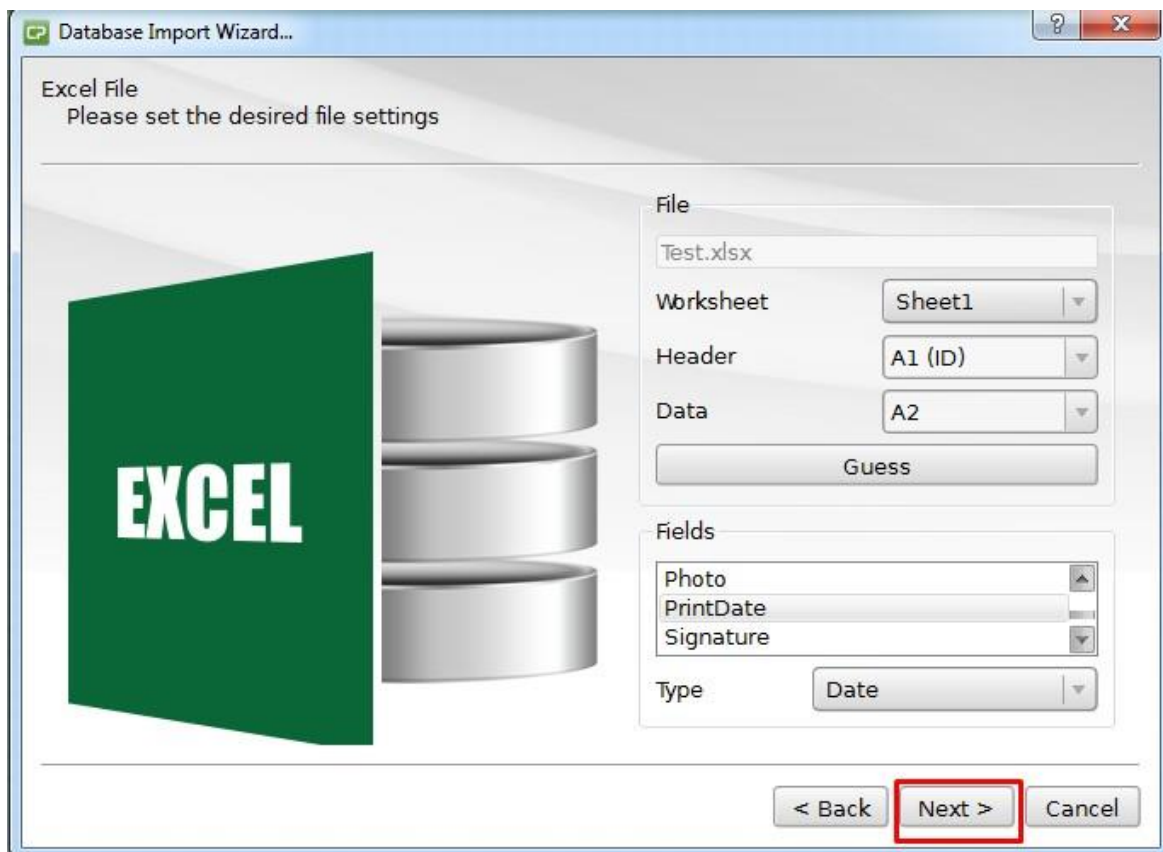 CP Database Import Wizard...
?
X
Excel File
Please set the desired file settings
File
Test.xlsx
Worksheet Sheet1
Header A1 (ID)
Data A2
Guess
EXCEL
Fields
Photo
PrintDate
Signature
Type Date
< Back Next > Cancel